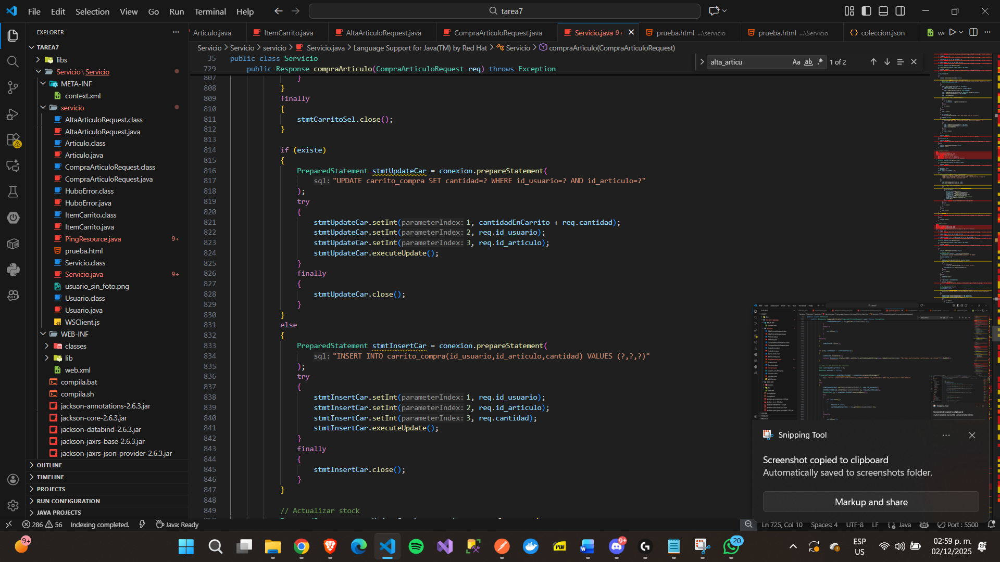 File Edit Selection View Go Run Terminal Help
tarea7
EXPLORER
TAREA7
libs
Servicio \ Servicio
META-INF
context.xml
servicio
AltaArticuloRequest.class
AltaArticuloRequest.java
Articulo.class
Articulo.java
CompraArticuloRequest.class
CompraArticuloRequest.java
HuboError.class
HuboError.java
ItemCarrito.class
ItemCarrito.java
PingResource.java 9+
prueba.html
Servicio.class
Servicio.java 9+
usuario_sin_foto.png
Usuario.class
Usuario.java
WSClient.js
WEB-INF
classes
lib
web.xml
compila.bat
compila.sh
jackson-annotations-2.6.3.jar
jackson-core-2.6.3.jar
jackson-databind-2.6.3.jar
jackson-jaxrs-base-2.6.3.jar
jackson-jaxrs-json-provider-2.6.3.jar
OUTLINE
TIMELINE
PROJECTS
RUN CONFIGURATION
JAVA PROJECTS
Articulo.java ItemCarrito.java AltaArticuloRequest.java CompraArticuloRequest.java Servicio.java 9+ prueba.html ...\servicio prueba.html ...\Servicio coleccion.json we
Servicio > Servicio > servicio > Servicio.java > Language Support for Java(TM) by Red Hat > Servicio > compraArticulo(CompraArticuloRequest)
alta_articu Aa ab .* 1 of 2
35 public class Servicio
729 public Response compraArticulo(CompraArticuloRequest req) throws Exception
807 }
808 }
809 finally
810 {
811 stmtCarritoSel.close();
812 }
813
814 if (existe)
815 {
816 PreparedStatement stmtUpdateCar = conexion.prepareStatement(
817 sql: "UPDATE carrito_compra SET cantidad=? WHERE id_usuario=? AND id_articulo=?"
818 );
819 try
820 {
821 stmtUpdateCar.setInt(parameterIndex: 1, cantidadEnCarrito + req.cantidad);
822 stmtUpdateCar.setInt(parameterIndex: 2, req.id_usuario);
823 stmtUpdateCar.setInt(parameterIndex: 3, req.id_articulo);
824 stmtUpdateCar.executeUpdate();
825 }
826 finally
827 {
828 stmtUpdateCar.close();
829 }
830 }
831 else
832 {
833 PreparedStatement stmtInsertCar = conexion.prepareStatement(
834 sql: "INSERT INTO carrito_compra(id_usuario,id_articulo,cantidad) VALUES (?,?,?)"
835 );
836 try
837 {
838 stmtInsertCar.setInt(parameterIndex: 1, req.id_usuario);
839 stmtInsertCar.setInt(parameterIndex: 2, req.id_articulo);
840 stmtInsertCar.setInt(parameterIndex: 3, req.cantidad);
841 stmtInsertCar.executeUpdate();
842 }
843 finally
844 {
845 stmtInsertCar.close();
846 }
847 }
848
849 // Actualizar stock
Snipping Tool
Screenshot copied to clipboard
Automatically saved to screenshots folder.
Markup and share
286 56 Indexing completed. Java: Ready Ln 725, Col 10 Spaces: 4 UTF-8 LF Java Port : 5500
9+
PDF
9+
20
ESP
US
02:59 p. m.
02/12/2025